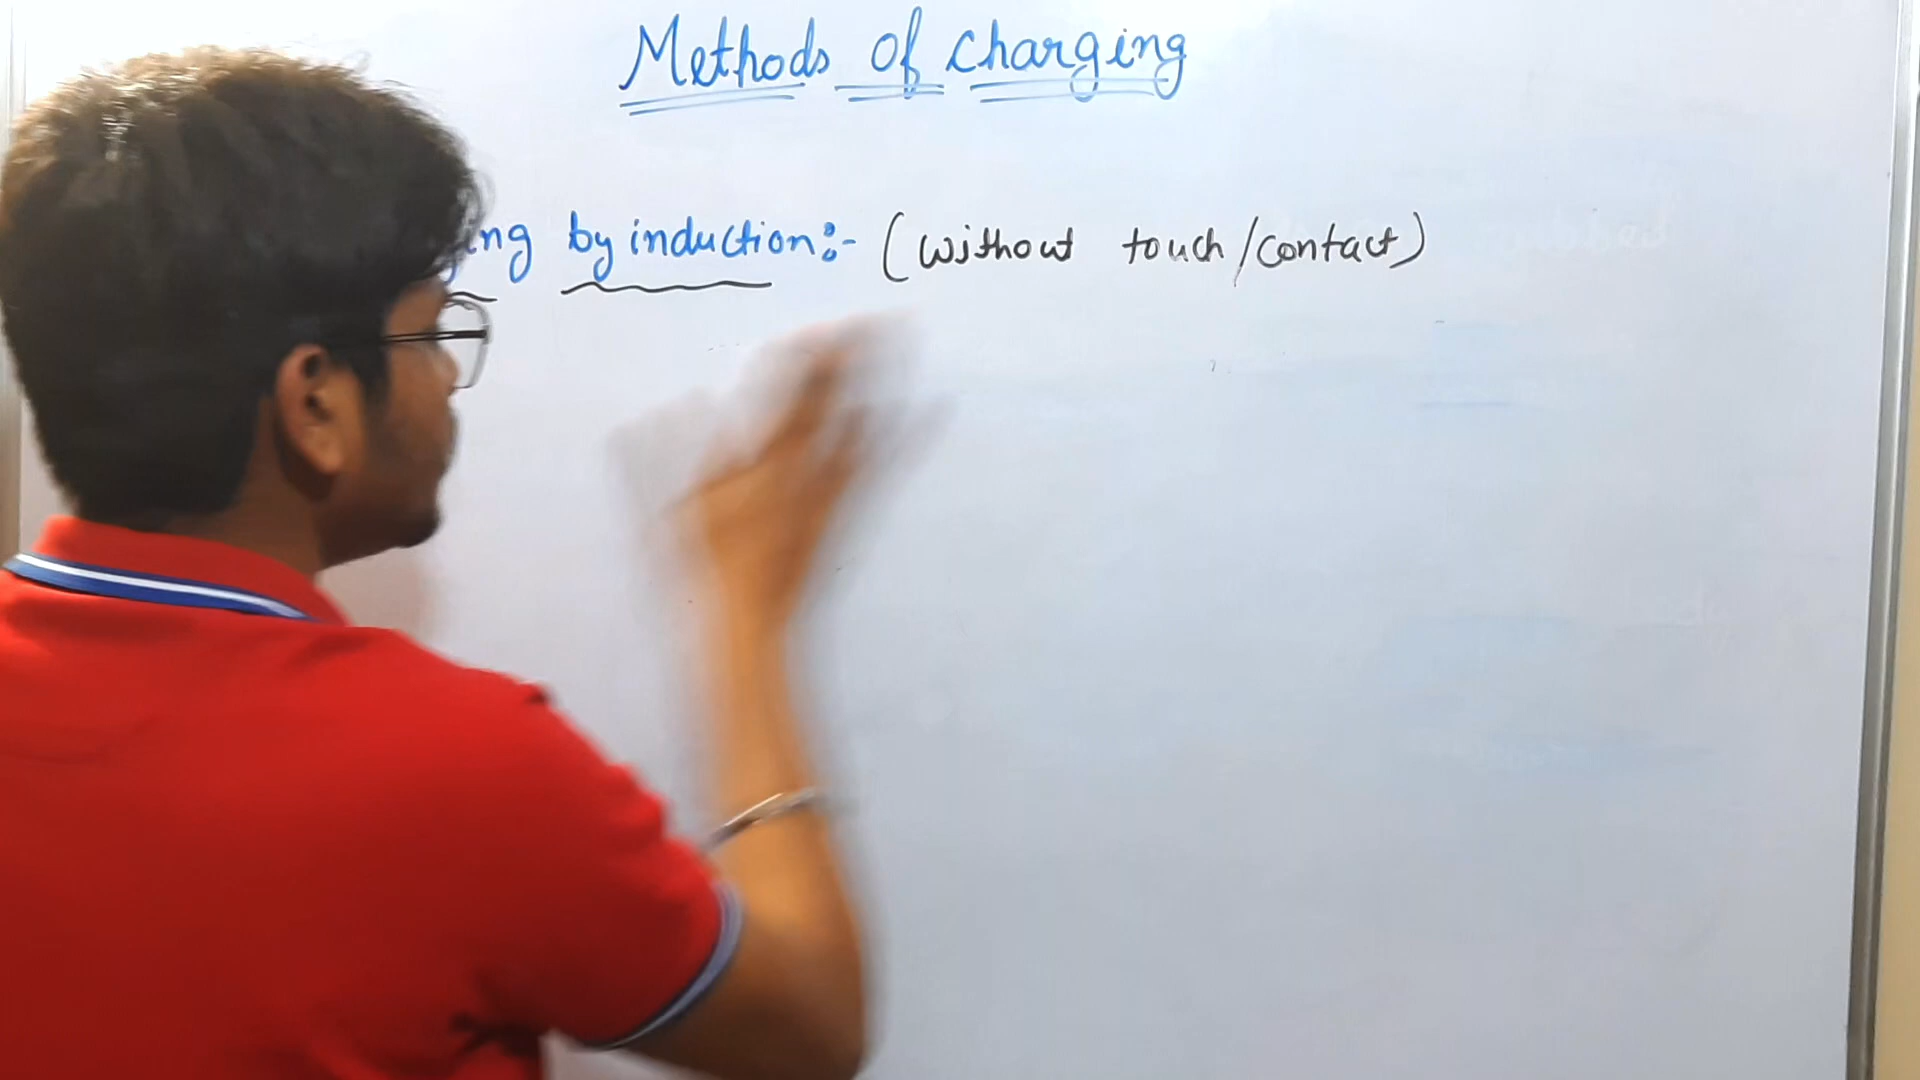 Methods of charging
ing by induction:- (without touch/contact)